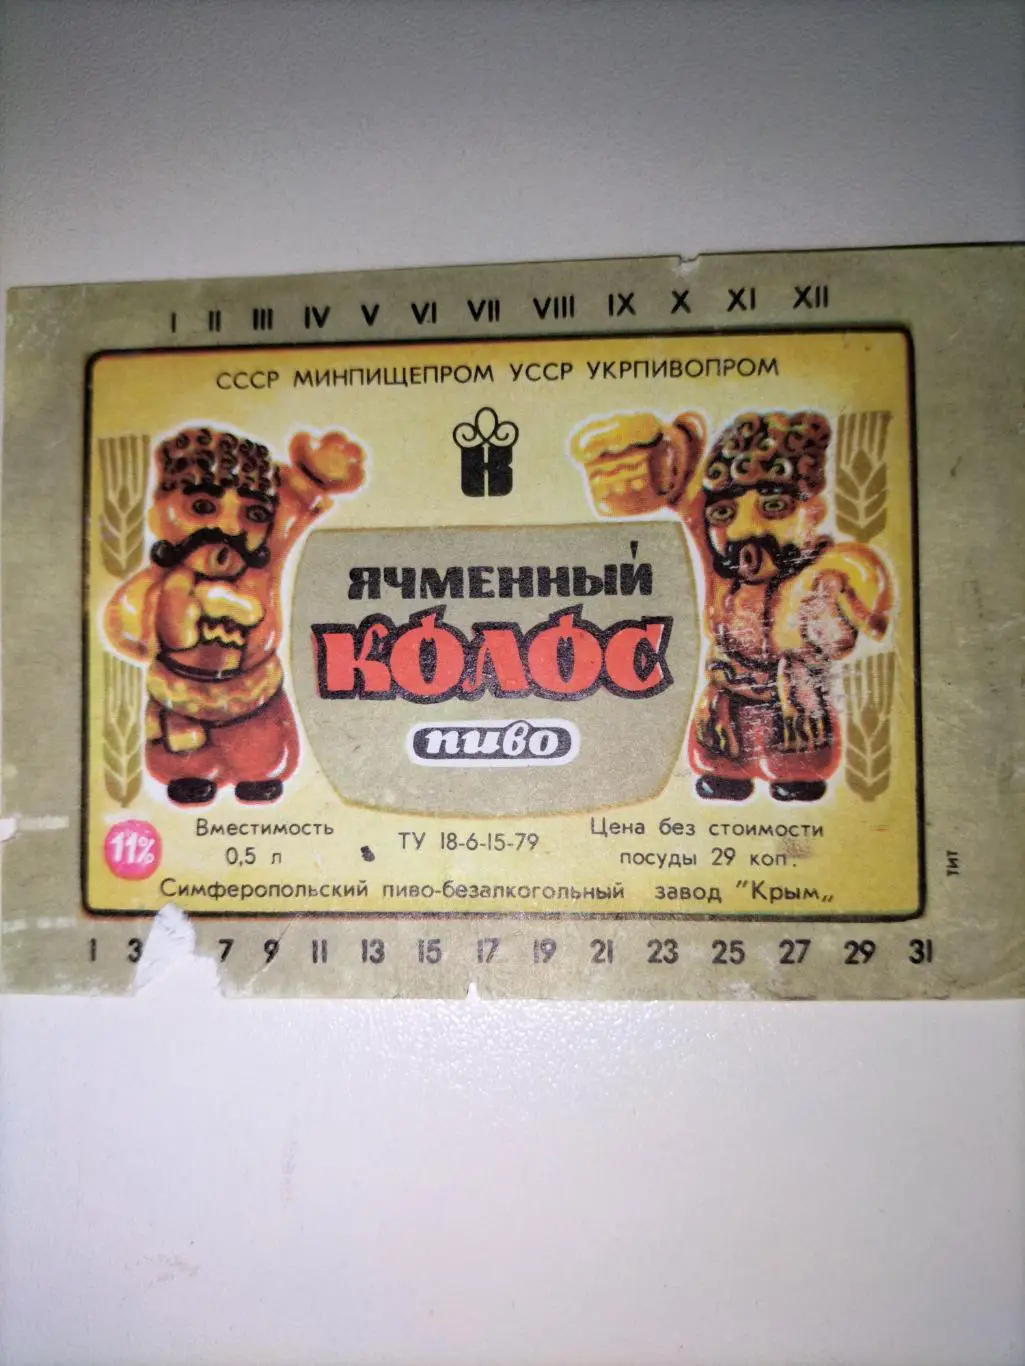 I II III IV V VI VII VIII IX X XI XII
СССР МИНПИЩЕПРОМ УССР УКРПИВОПРОМ
К
ЯЧМЕННЫЙ
КОЛОС
пиво
11%
Вместимость
0,5 л
ТУ 18-6-15-79
Цена без стоимости
посуды 29 коп.
Симферопольский пиво-безалкогольный завод "Крым„
ТИТ
1 3 7 9 11 13 15 17 19 21 23 25 27 29 31